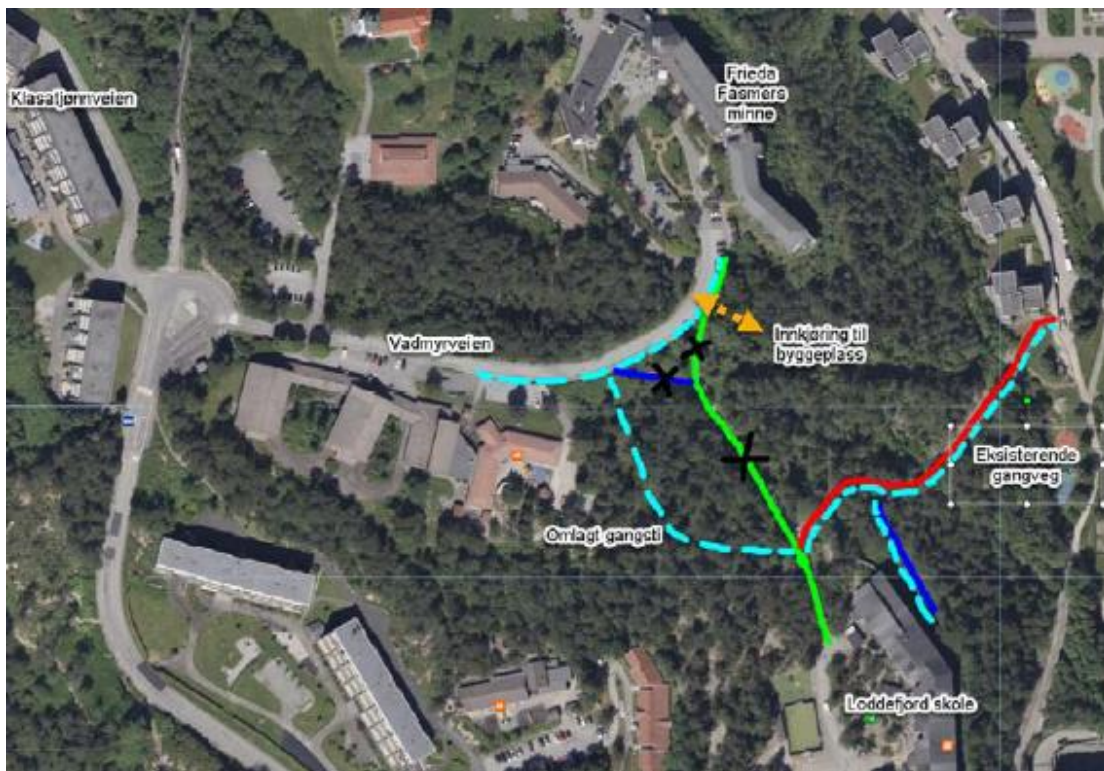 Frieda
Fasmers
minne
Klasatjønnveien
Innkjøring til
byggeplass
Vadmyrveien
Eksisterende
gangveg
Omlagt gangsti
Loddefjord skole